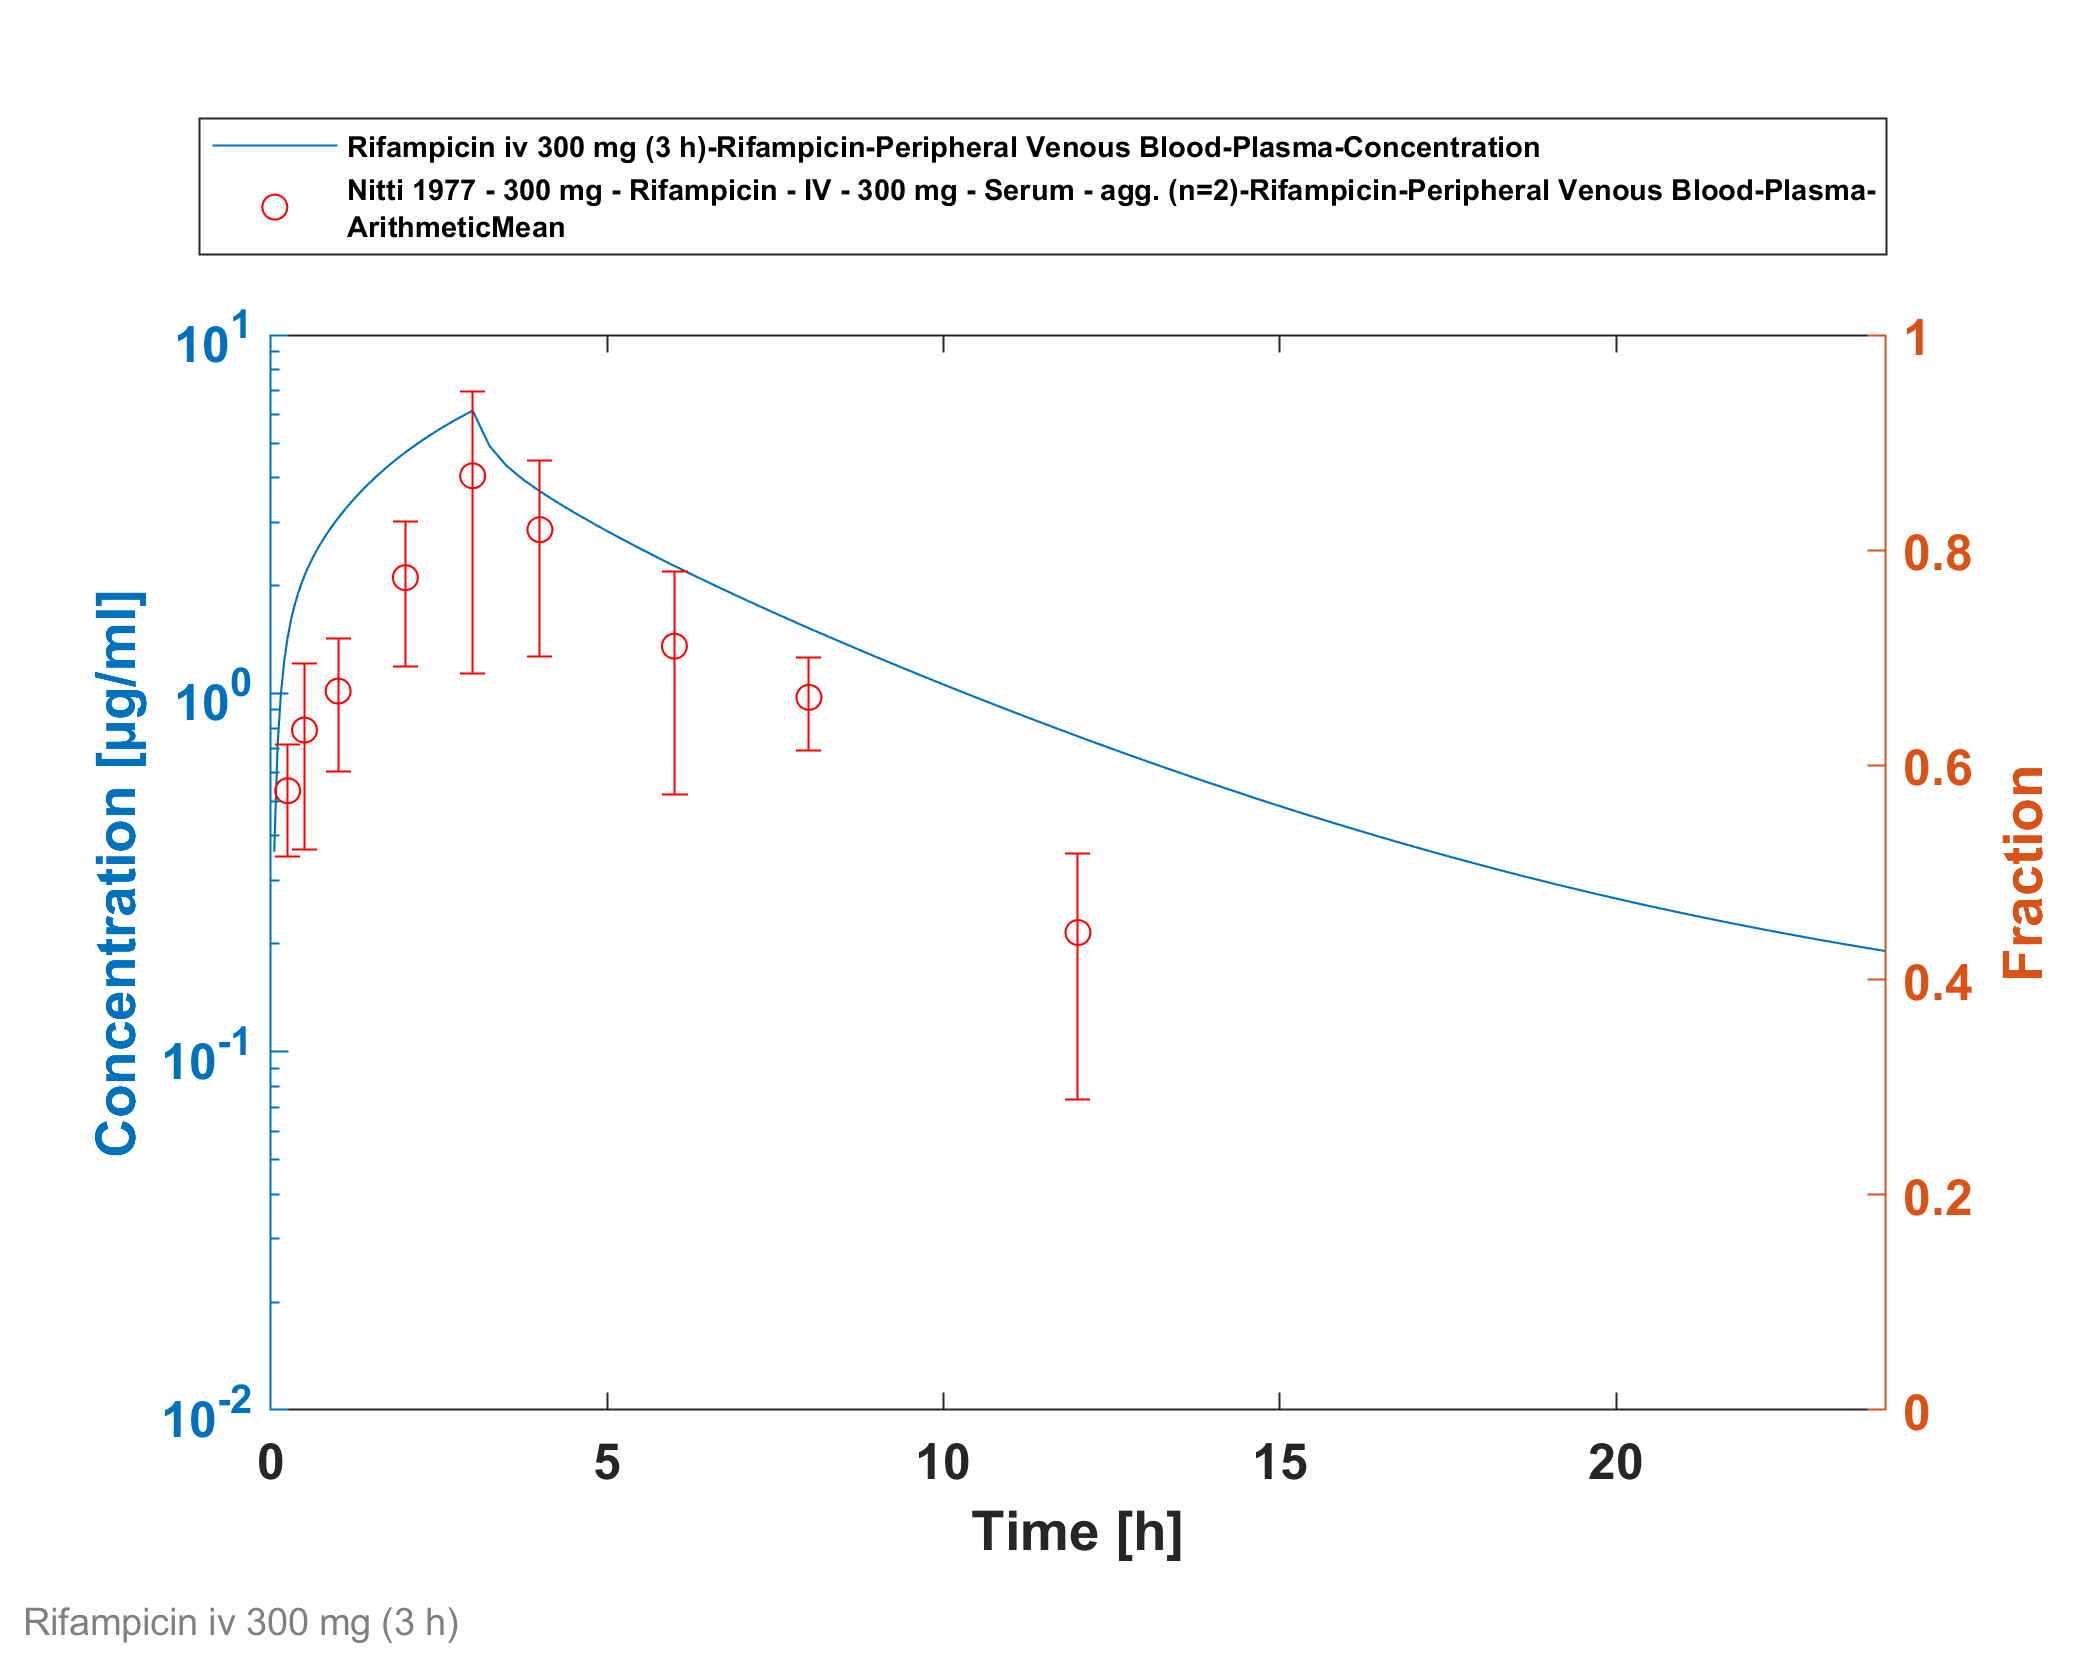 Rifampicin iv 300 mg (3 h)-Rifampicin-Peripheral Venous Blood-Plasma-Concentration
Nitti 1977 - 300 mg - Rifampicin - IV - 300 mg - Serum - agg. (n=2)-Rifampicin-Peripheral Venous Blood-Plasma-
ArithmeticMean
10^1
10^0
10^-1
10^-2
Concentration [µg/ml]
1
0.8
0.6
0.4
0.2
0
Fraction
0 5 10 15 20
Time [h]
Rifampicin iv 300 mg (3 h)